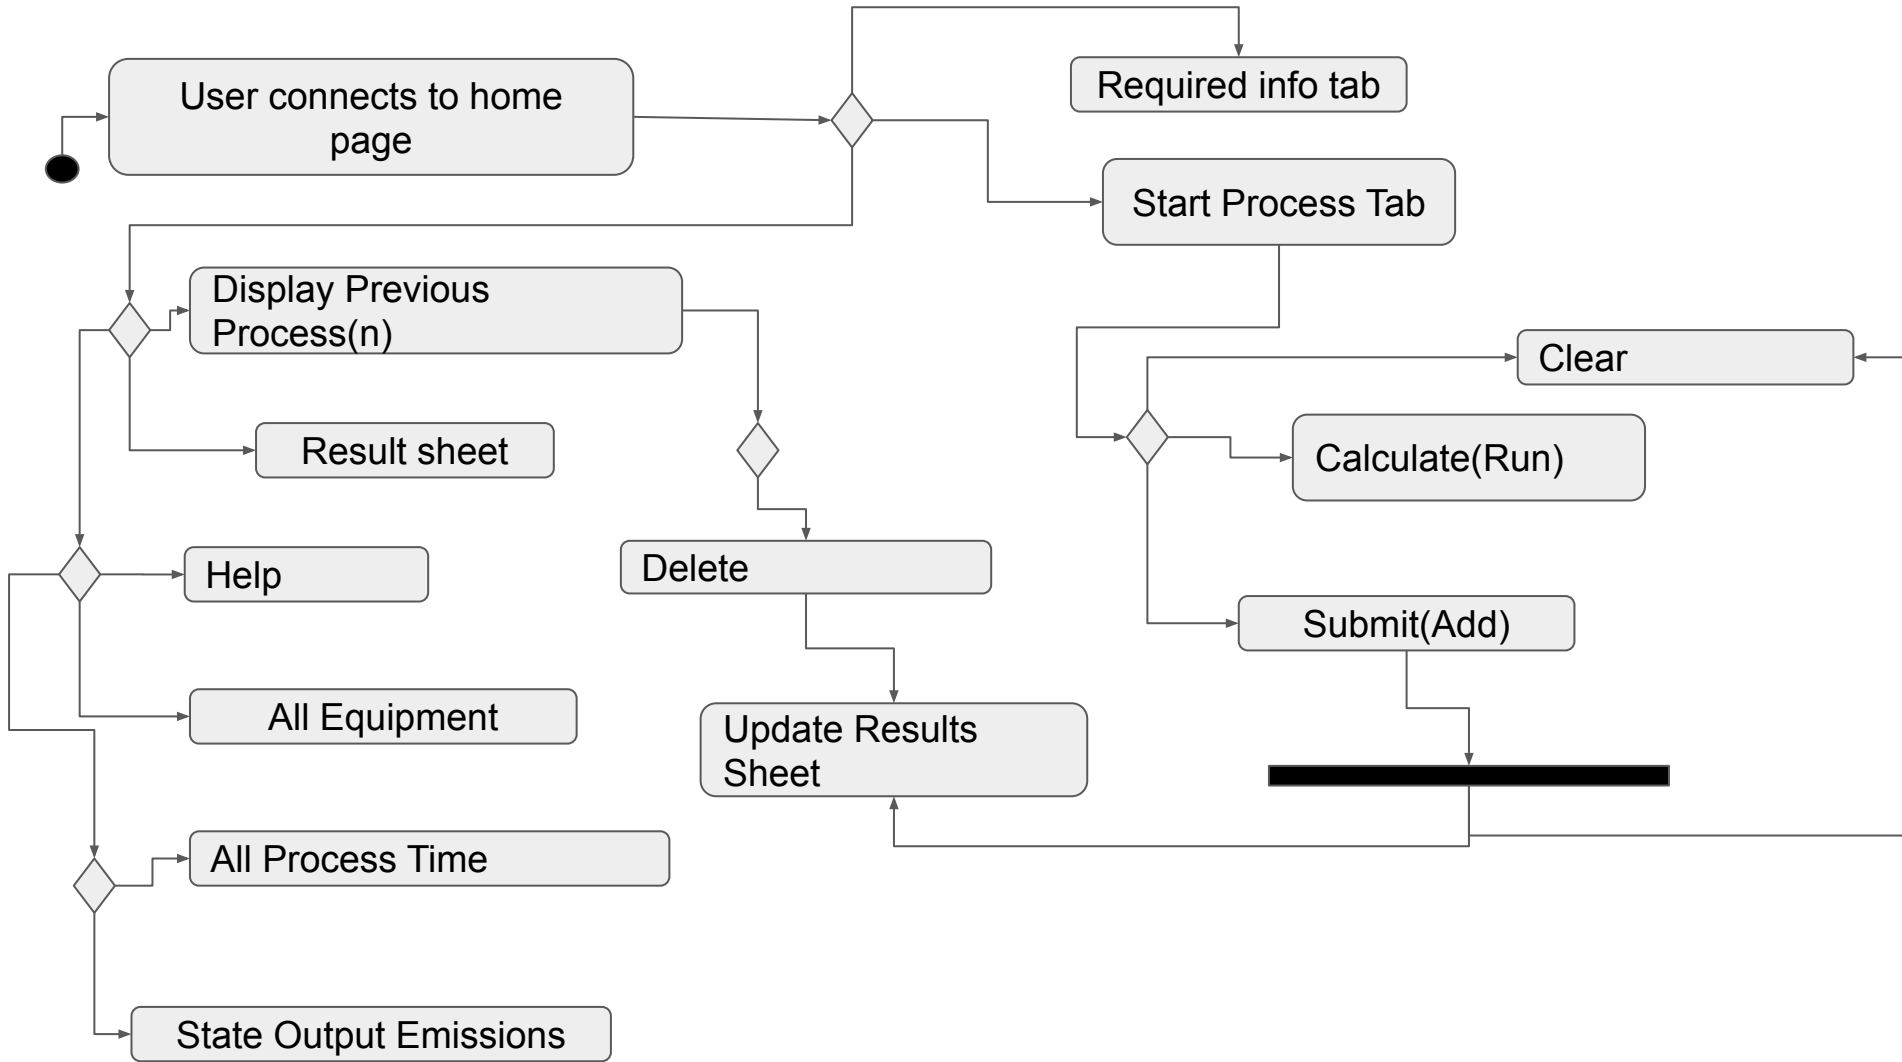 User connects to home
page
Required info tab
Start Process Tab
Display Previous
Process(n)
Clear
Result sheet
Calculate(Run)
Help
Delete
Submit(Add)
All Equipment
Update Results
Sheet
All Process Time
State Output Emissions